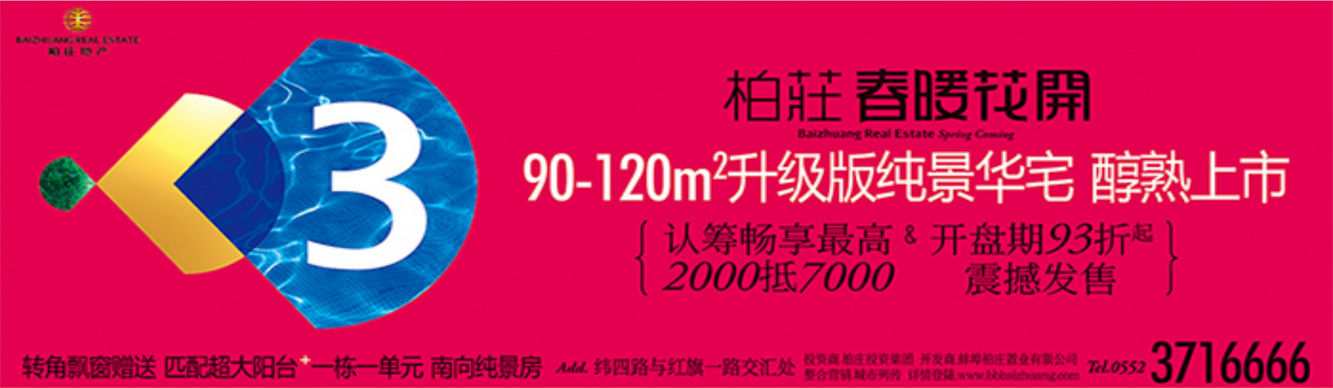 BAIZHUANG REAL ESTATE
柏庄地产
3
柏莊 春暖花開
Baizhuang Real Estate Spring Coming
90-120m²升级版纯景华宅 醇熟上市
认筹畅享最高 & 开盘期93折起
2000抵7000 震撼发售
转角飘窗赠送 匹配超大阳台+一栋一单元 南向纯景房
Add. 纬四路与红旗一路交汇处
投资商.柏庄投资集团 开发商.蚌埠柏庄置业有限公司
整合营销.城市列传 详情登陆.www.bbbaizhuang.com
Tel.0552 3716666